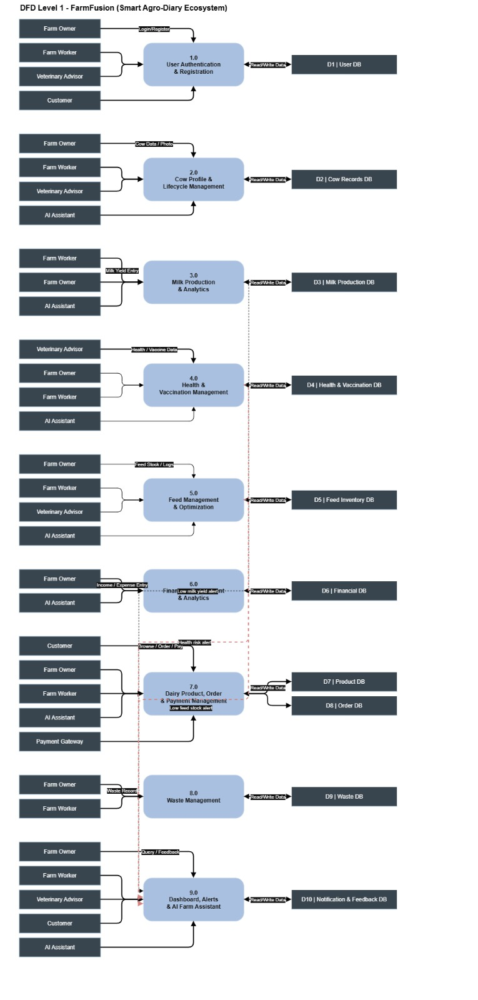 DFD Level 1 - FarmFusion (Smart Agro-Diary Ecosystem)
Farm Owner
Login/Register
Farm Worker
Veterinary Advisor
Customer
1.0
User Authentication
& Registration
Read/Write Data
D1 | User DB
Farm Owner
Cow Data / Photo
Farm Worker
Veterinary Advisor
AI Assistant
2.0
Cow Profile &
Lifecycle Management
Read/Write Data
D2 | Cow Records DB
Farm Worker
Milk Yield Entry
Farm Owner
AI Assistant
3.0
Milk Production
& Analytics
Read/Write Data
D3 | Milk Production DB
Veterinary Advisor
Health / Vaccine Data
Farm Owner
Farm Worker
AI Assistant
4.0
Health &
Vaccination Management
Read/Write Data
D4 | Health & Vaccination DB
Farm Owner
Feed Stock / Logs
Farm Worker
Veterinary Advisor
AI Assistant
5.0
Feed Management
& Optimization
Read/Write Data
D5 | Feed Inventory DB
Farm Owner
Income / Expense Entry
AI Assistant
6.0
Low milk yield alert
& Analytics
Read/Write Data
D6 | Financial DB
Health risk alert
Customer
Browse / Order / Pay
Farm Owner
Farm Worker
AI Assistant
Payment Gateway
7.0
Dairy Product, Order
& Payment Management
Low feed stock alert
Read/Write Data
D7 | Product DB
D8 | Order DB
Farm Owner
Waste Record
Farm Worker
8.0
Waste Management
Read/Write Data
D9 | Waste DB
Farm Owner
Query / Feedback
Farm Worker
Veterinary Advisor
Customer
AI Assistant
9.0
Dashboard, Alerts
& AI Farm Assistant
Read/Write Data
D10 | Notification & Feedback DB